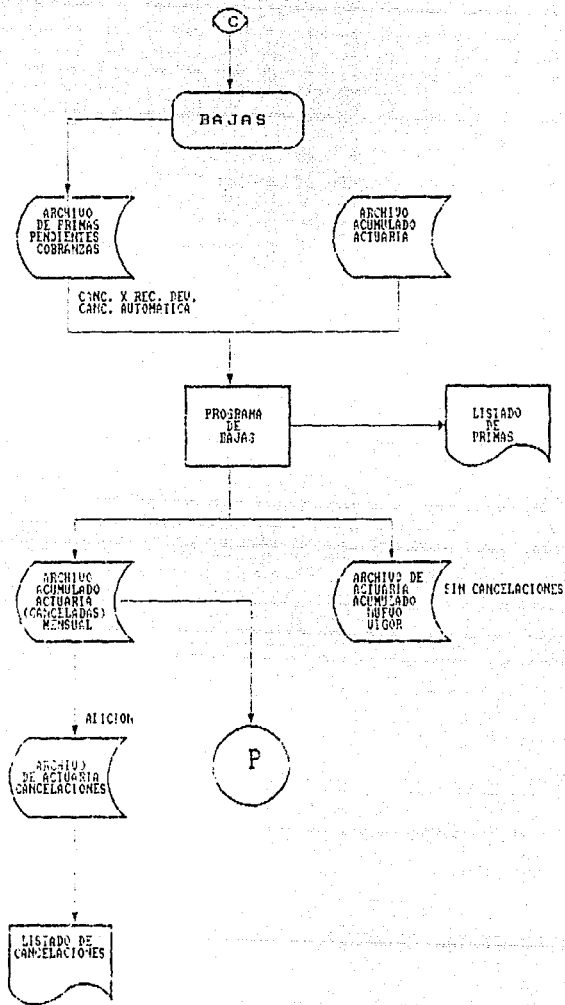 C
BAJAS
ARCHIVO
DE PRIMAS
PENDIENTES
COBRANZAS
ARCHIVO
ACUMULADO
ACTUARIA
CANC. X REC. DEV.
CANC. AUTOMATICA
PROGRAMA
DE
BAJAS
LISTADO
DE
PRIMAS
ARCHIVO
ACUMULADO
ACTUARIA
(CANCELADAS)
MENSUAL
ARCHIVO DE
ACTUARIA
ACUMULADO
NUEVO
VIGOR
SIN CANCELACIONES
ADICION
ARCHIVO
DE ACTUARIA
CANCELACIONES
P
LISTADO DE
CANCELACIONES